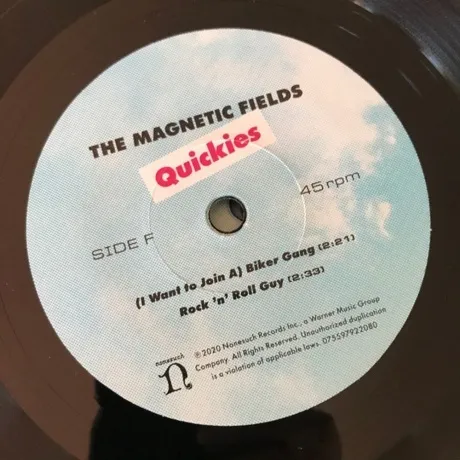 THE MAGNETIC FIELDS
Quickies
SIDE F
45 rpm
(I Want to Join A) Biker Gang (2:21)
Rock 'n' Roll Guy (2:33)
nonesuch
℗2020 Nonesuch Records Inc., a Warner Music Group
Company. All Rights Reserved. Unauthorized duplication
is a violation of applicable laws. 075597922080